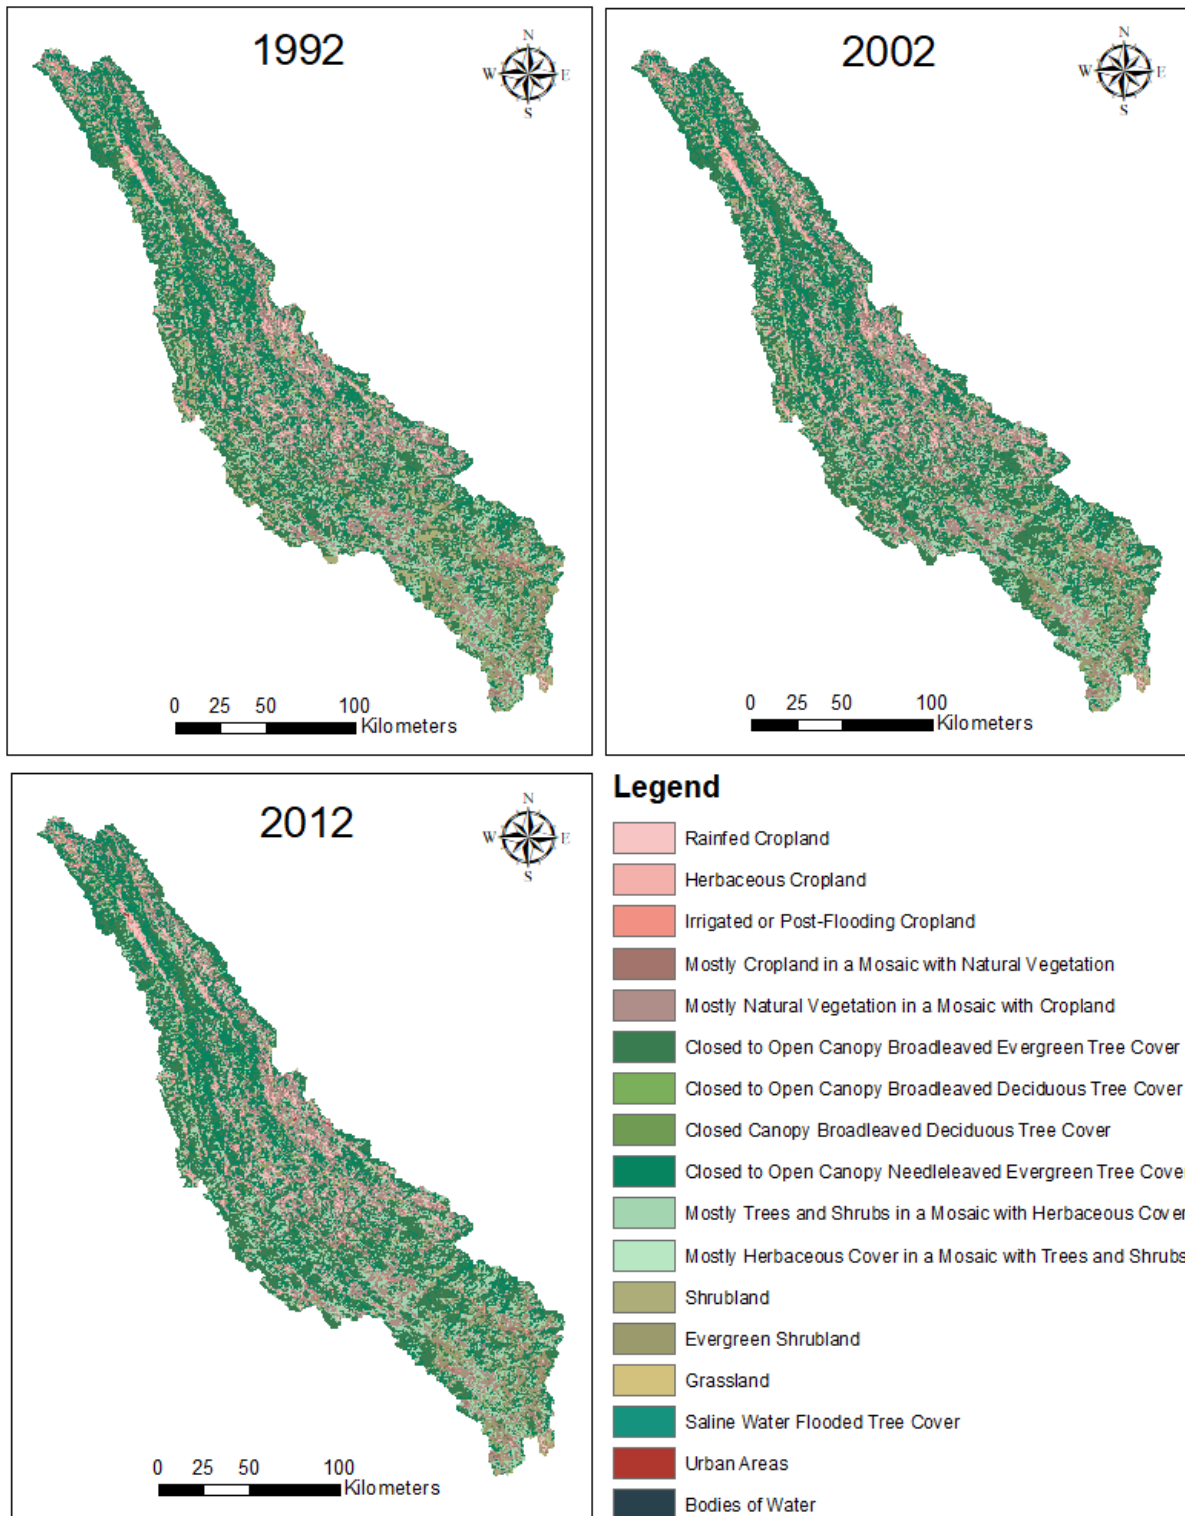 1992
N
W E
S
0 25 50 100
Kilometers
2002
N
W E
S
0 25 50 100
Kilometers
2012
N
W E
S
0 25 50 100
Kilometers
Legend
Rainfed Cropland
Herbaceous Cropland
Irrigated or Post-Flooding Cropland
Mostly Cropland in a Mosaic with Natural Vegetation
Mostly Natural Vegetation in a Mosaic with Cropland
Closed to Open Canopy Broadleaved Evergreen Tree Cover
Closed to Open Canopy Broadleaved Deciduous Tree Cover
Closed Canopy Broadleaved Deciduous Tree Cover
Closed to Open Canopy Needleleaved Evergreen Tree Cove
Mostly Trees and Shrubs in a Mosaic with Herbaceous Cover
Mostly Herbaceous Cover in a Mosaic with Trees and Shrubs
Shrubland
Evergreen Shrubland
Grassland
Saline Water Flooded Tree Cover
Urban Areas
Bodies of Water